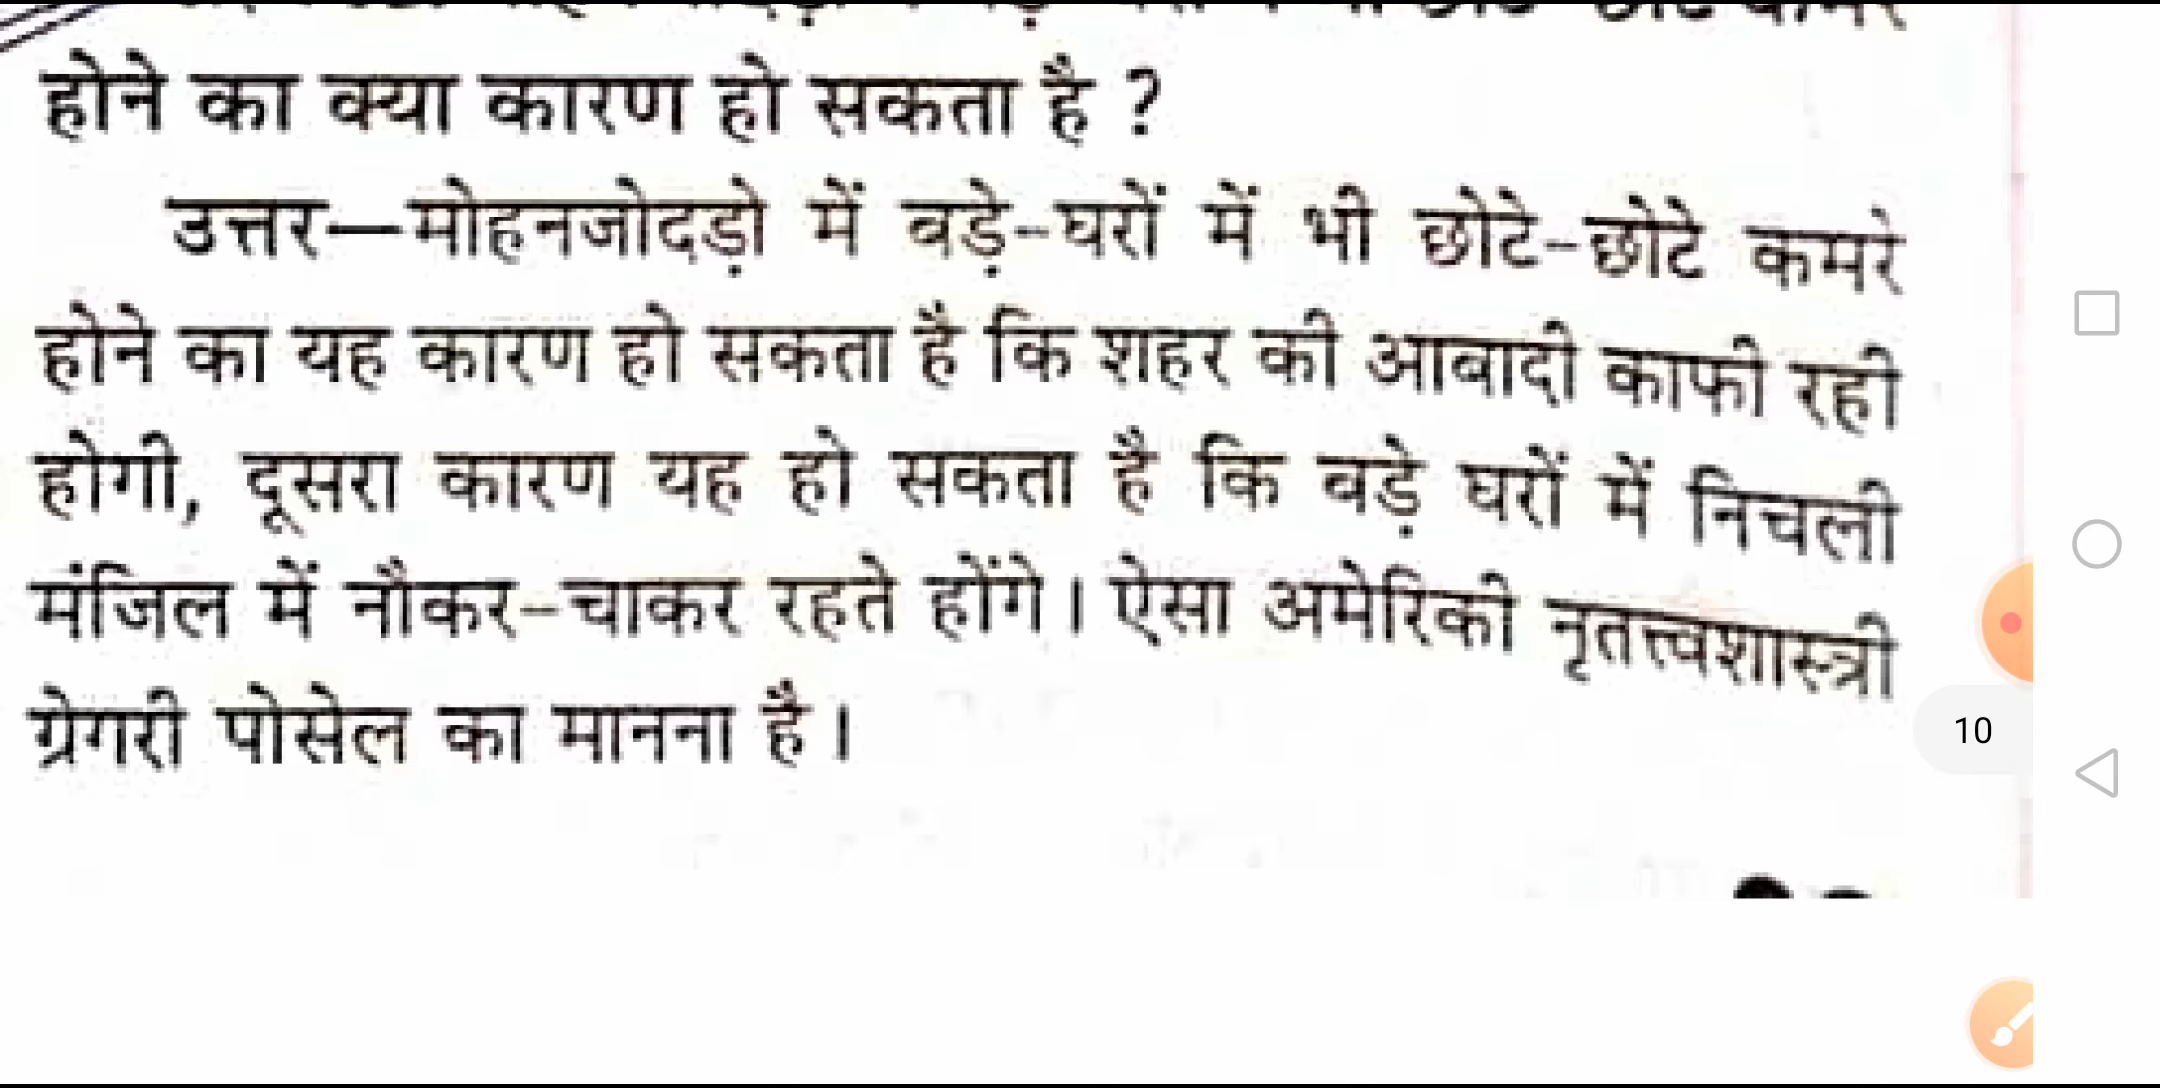 होने का क्या कारण हो सकता है ?
उत्तर—मोहनजोदड़ो में बड़े-घरों में भी छोटे-छोटे कमरे
होने का यह कारण हो सकता है कि शहर की आबादी काफी रही
होगी, दूसरा कारण यह हो सकता है कि बड़े घरों में निचली
मंजिल में नौकर-चाकर रहते होंगे। ऐसा अमेरिकी नृतत्त्वशास्त्री
ग्रेगरी पोसेल का मानना है।
10